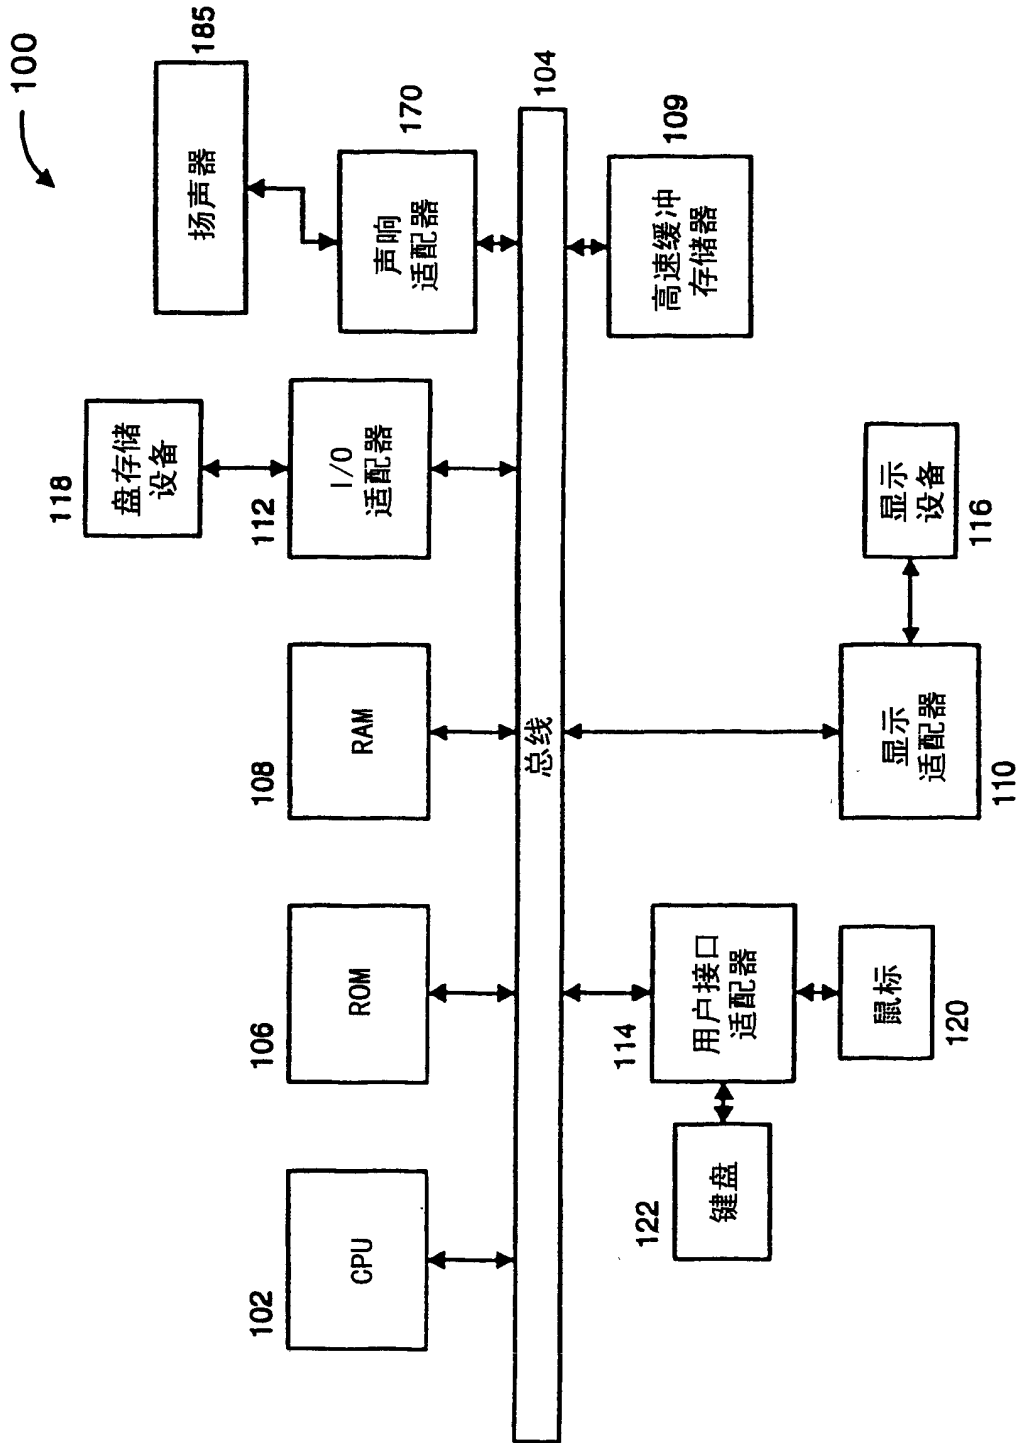 100
118
盘存储
设备
扬声器
185
102
CPU
106
ROM
108
RAM
112
I/O
适配器
声响
适配器
170
总线
104
122
键盘
114
用户接口
适配器
鼠标
120
显示
适配器
110
显示
设备
116
高速缓冲
存储器
109